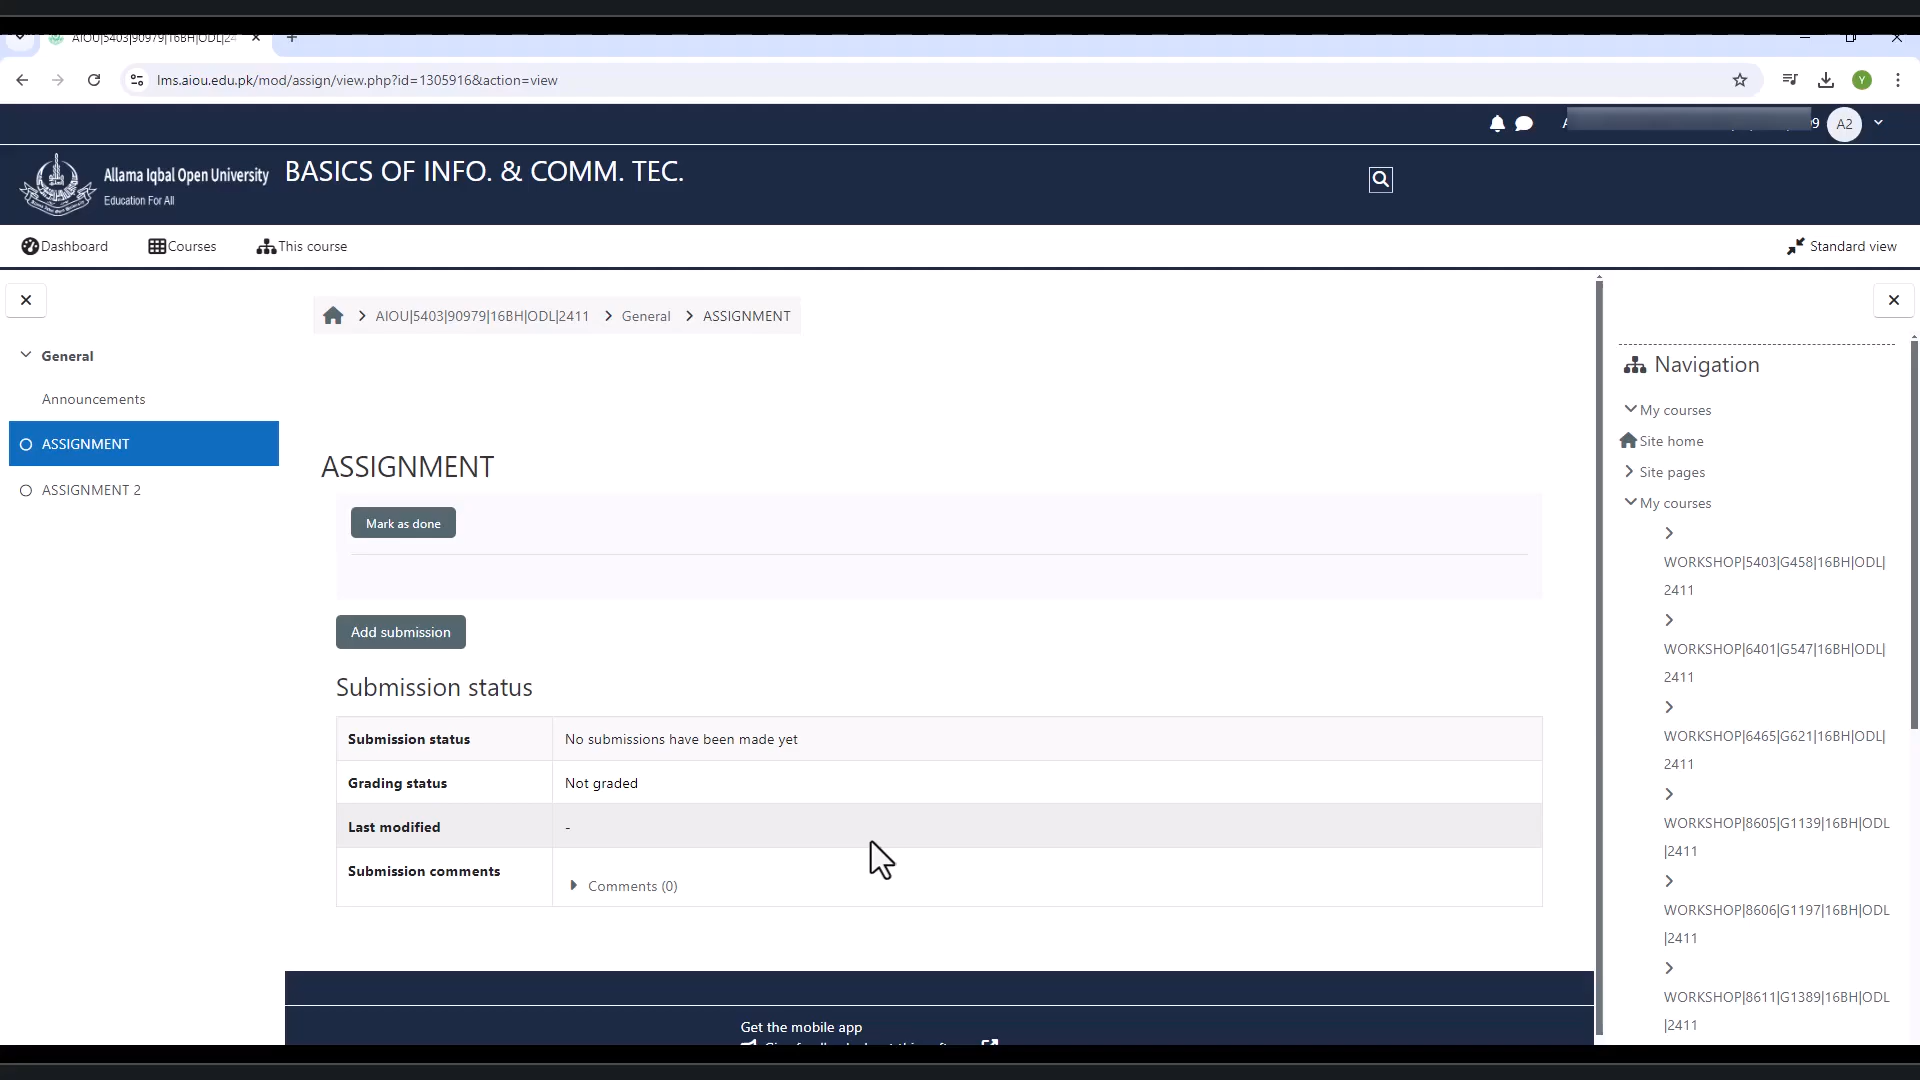 AIOU|5403|90979|16BH|ODL|24
lms.aiou.edu.pk/mod/assign/view.php?id=1305916&action=view
Y
9
A2
Allama Iqbal Open University
Education For All
BASICS OF INFO. & COMM. TEC.
Dashboard
Courses
This course
Standard view
AIOU|5403|90979|16BH|ODL|2411
General
ASSIGNMENT
General
Announcements
ASSIGNMENT
ASSIGNMENT 2
ASSIGNMENT
Mark as done
Add submission
Submission status
Submission status
No submissions have been made yet
Grading status
Not graded
Last modified
-
Submission comments
Comments (0)
Get the mobile app
Navigation
My courses
Site home
Site pages
My courses
WORKSHOP|5403|G458|16BH|ODL|
2411
WORKSHOP|6401|G547|16BH|ODL|
2411
WORKSHOP|6465|G621|16BH|ODL|
2411
WORKSHOP|8605|G1139|16BH|ODL
|2411
WORKSHOP|8606|G1197|16BH|ODL
|2411
WORKSHOP|8611|G1389|16BH|ODL
|2411